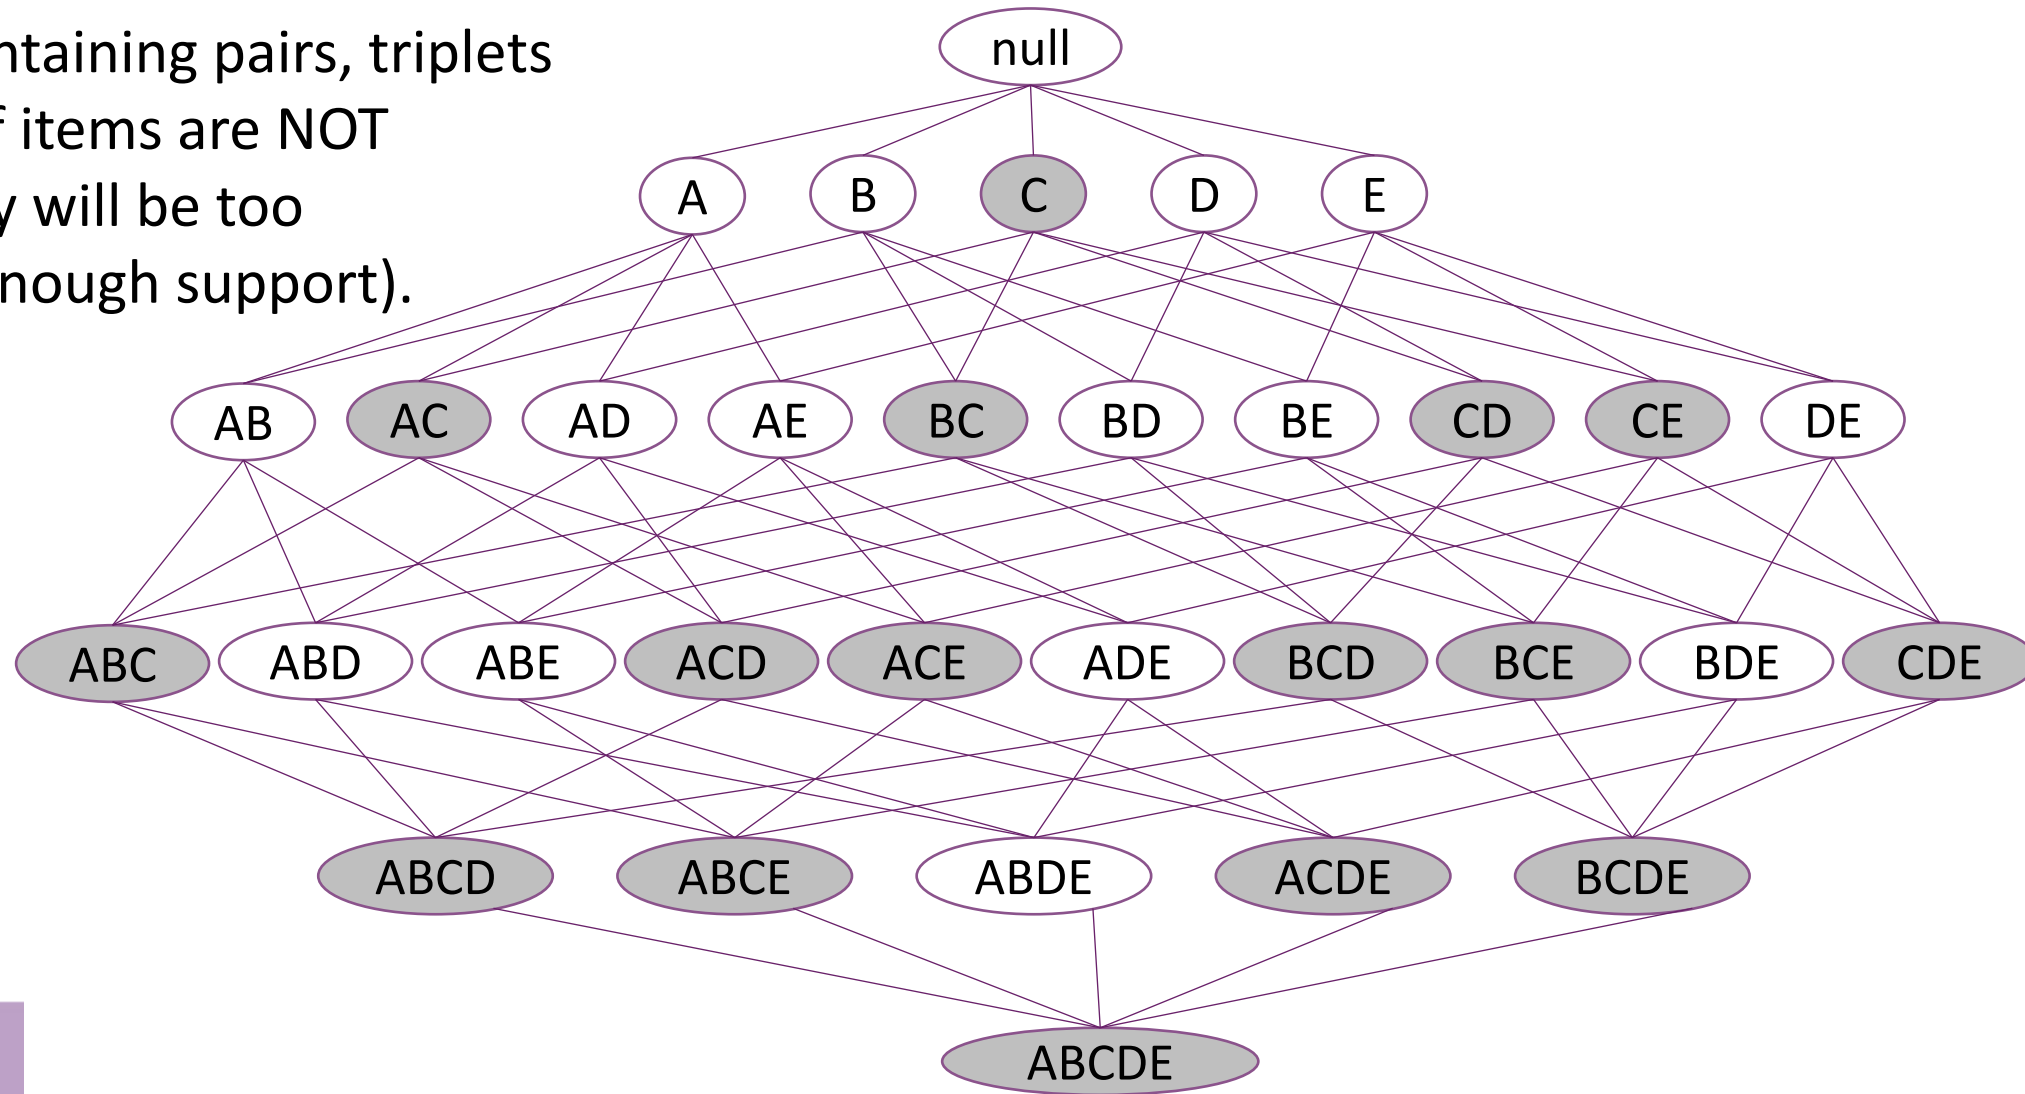 ntaining pairs, triplets
f items are NOT
y will be too
nough support).
null
A B C D E
AB AC AD AE BC BD BE CD CE DE
ABC ABD ABE ACD ACE ADE BCD BCE BDE CDE
ABCD ABCE ABDE ACDE BCDE
ABCDE